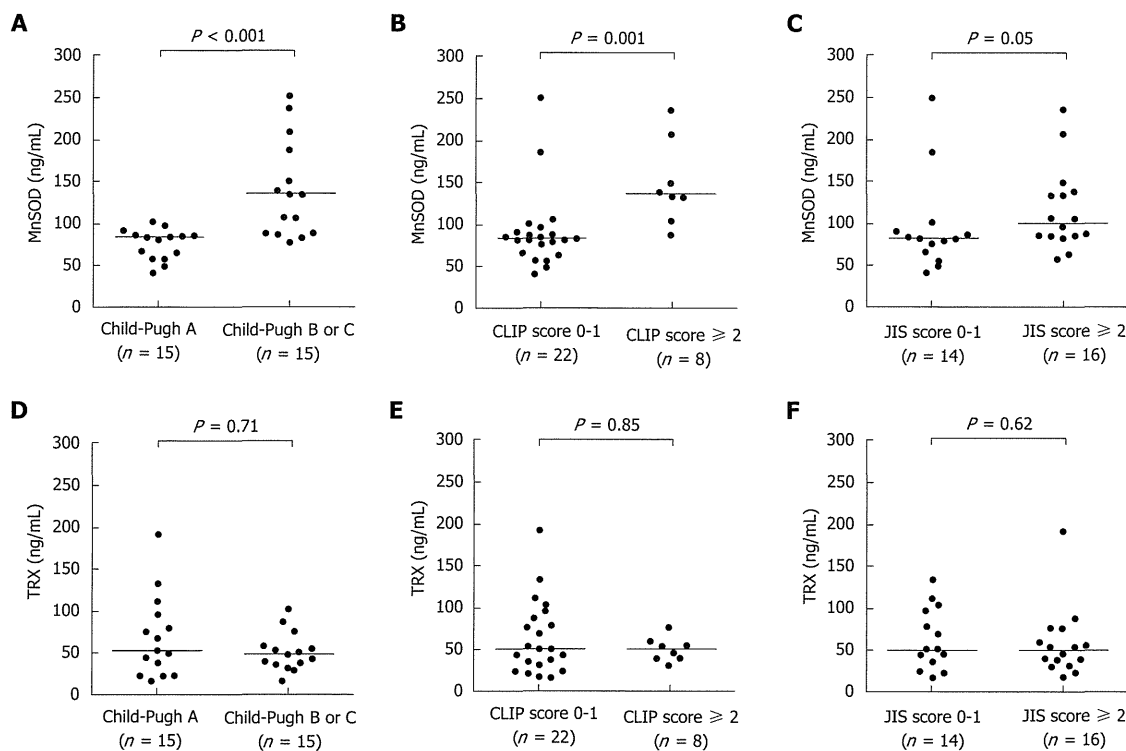 A
P < 0.001
300
250
200
150
100
50
0
MnSOD (ng/mL)
Child-Pugh A
(n = 15)
Child-Pugh B or C
(n = 15)
B
P = 0.001
300
250
200
150
100
50
0
MnSOD (ng/mL)
CLIP score 0-1
(n = 22)
CLIP score ⩾ 2
(n = 8)
C
P = 0.05
300
250
200
150
100
50
0
MnSOD (ng/mL)
JIS score 0-1
(n = 14)
JIS score ⩾ 2
(n = 16)
D
P = 0.71
300
250
200
150
100
50
0
TRX (ng/mL)
Child-Pugh A
(n = 15)
Child-Pugh B or C
(n = 15)
E
P = 0.85
300
250
200
150
100
50
0
TRX (ng/mL)
CLIP score 0-1
(n = 22)
CLIP score ⩾ 2
(n = 8)
F
P = 0.62
300
250
200
150
100
50
0
TRX (ng/mL)
JIS score 0-1
(n = 14)
JIS score ⩾ 2
(n = 16)